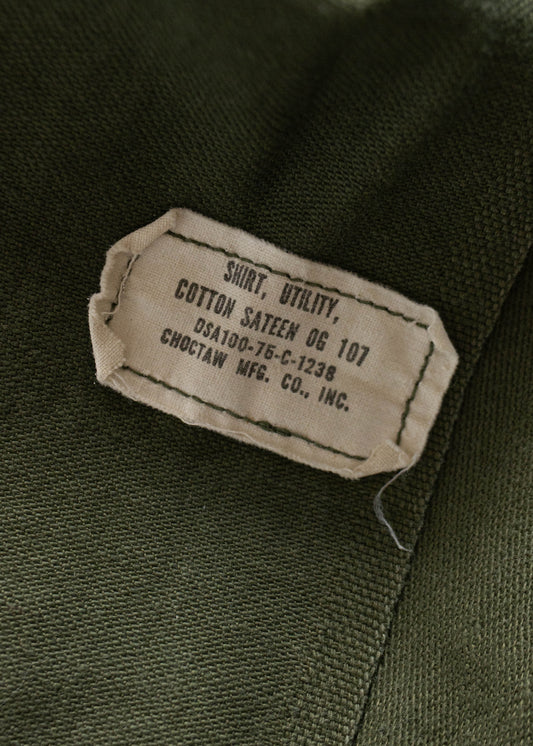 SHIRT, UTILITY,
COTTON SATEEN OG 107
DSA100-75-C-1238
CHOCTAW MFG. CO., INC.